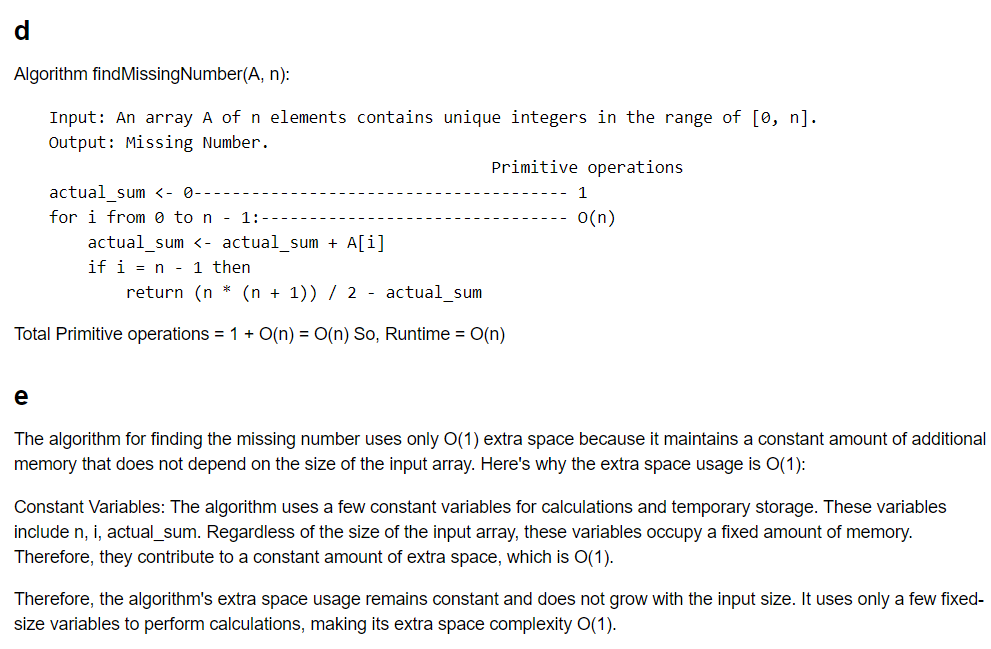 d
Algorithm findMissingNumber(A, n):
Input: An array A of n elements contains unique integers in the range of [0, n].
Output: Missing Number.
Primitive operations
actual_sum <- 0--------------------------------------- 1
for i from 0 to n - 1:-------------------------------- O(n)
actual_sum <- actual_sum + A[i]
if i = n - 1 then
return (n * (n + 1)) / 2 - actual_sum
Total Primitive operations = 1 + O(n) = O(n) So, Runtime = O(n)
e
The algorithm for finding the missing number uses only O(1) extra space because it maintains a constant amount of additional
memory that does not depend on the size of the input array. Here's why the extra space usage is O(1):
Constant Variables: The algorithm uses a few constant variables for calculations and temporary storage. These variables
include n, i, actual_sum. Regardless of the size of the input array, these variables occupy a fixed amount of memory.
Therefore, they contribute to a constant amount of extra space, which is O(1).
Therefore, the algorithm's extra space usage remains constant and does not grow with the input size. It uses only a few fixed-
size variables to perform calculations, making its extra space complexity O(1).